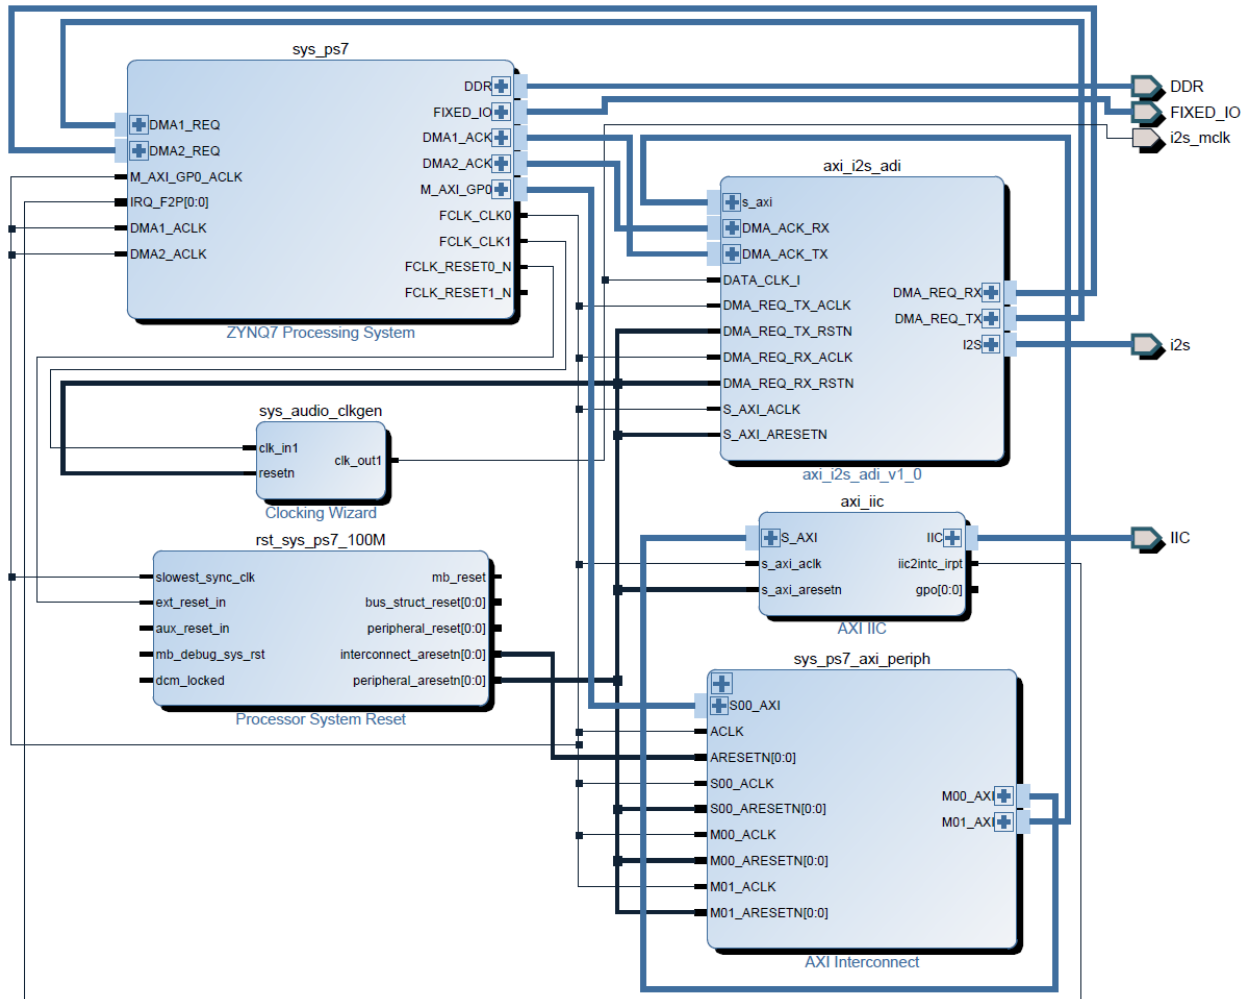 sys_ps7
DMA1_REQ
DMA2_REQ
M_AXI_GP0_ACLK
IRQ_F2P[0:0]
DMA1_ACLK
DMA2_ACLK
DDR
FIXED_IO
DMA1_ACK
DMA2_ACK
M_AXI_GP0
FCLK_CLK0
FCLK_CLK1
FCLK_RESET0_N
FCLK_RESET1_N
ZYNQ7 Processing System
DDR
FIXED_IO
i2s_mclk
axi_i2s_adi
s_axi
DMA_ACK_RX
DMA_ACK_TX
DATA_CLK_I
DMA_REQ_TX_ACLK
DMA_REQ_TX_RSTN
DMA_REQ_RX_ACLK
DMA_REQ_RX_RSTN
S_AXI_ACLK
S_AXI_ARESETN
DMA_REQ_RX
DMA_REQ_TX
I2S
axi_i2s_adi_v1_0
i2s
sys_audio_clkgen
clk_in1
resetn
clk_out1
Clocking Wizard
axi_iic
S_AXI
s_axi_aclk
s_axi_aresetn
IIC
iic2intc_irpt
gpo[0:0]
AXI IIC
IIC
rst_sys_ps7_100M
slowest_sync_clk
ext_reset_in
aux_reset_in
mb_debug_sys_rst
dcm_locked
mb_reset
bus_struct_reset[0:0]
peripheral_reset[0:0]
interconnect_aresetn[0:0]
peripheral_aresetn[0:0]
Processor System Reset
sys_ps7_axi_periph
S00_AXI
ACLK
ARESETN[0:0]
S00_ACLK
S00_ARESETN[0:0]
M00_ACLK
M00_ARESETN[0:0]
M01_ACLK
M01_ARESETN[0:0]
M00_AXI
M01_AXI
AXI Interconnect